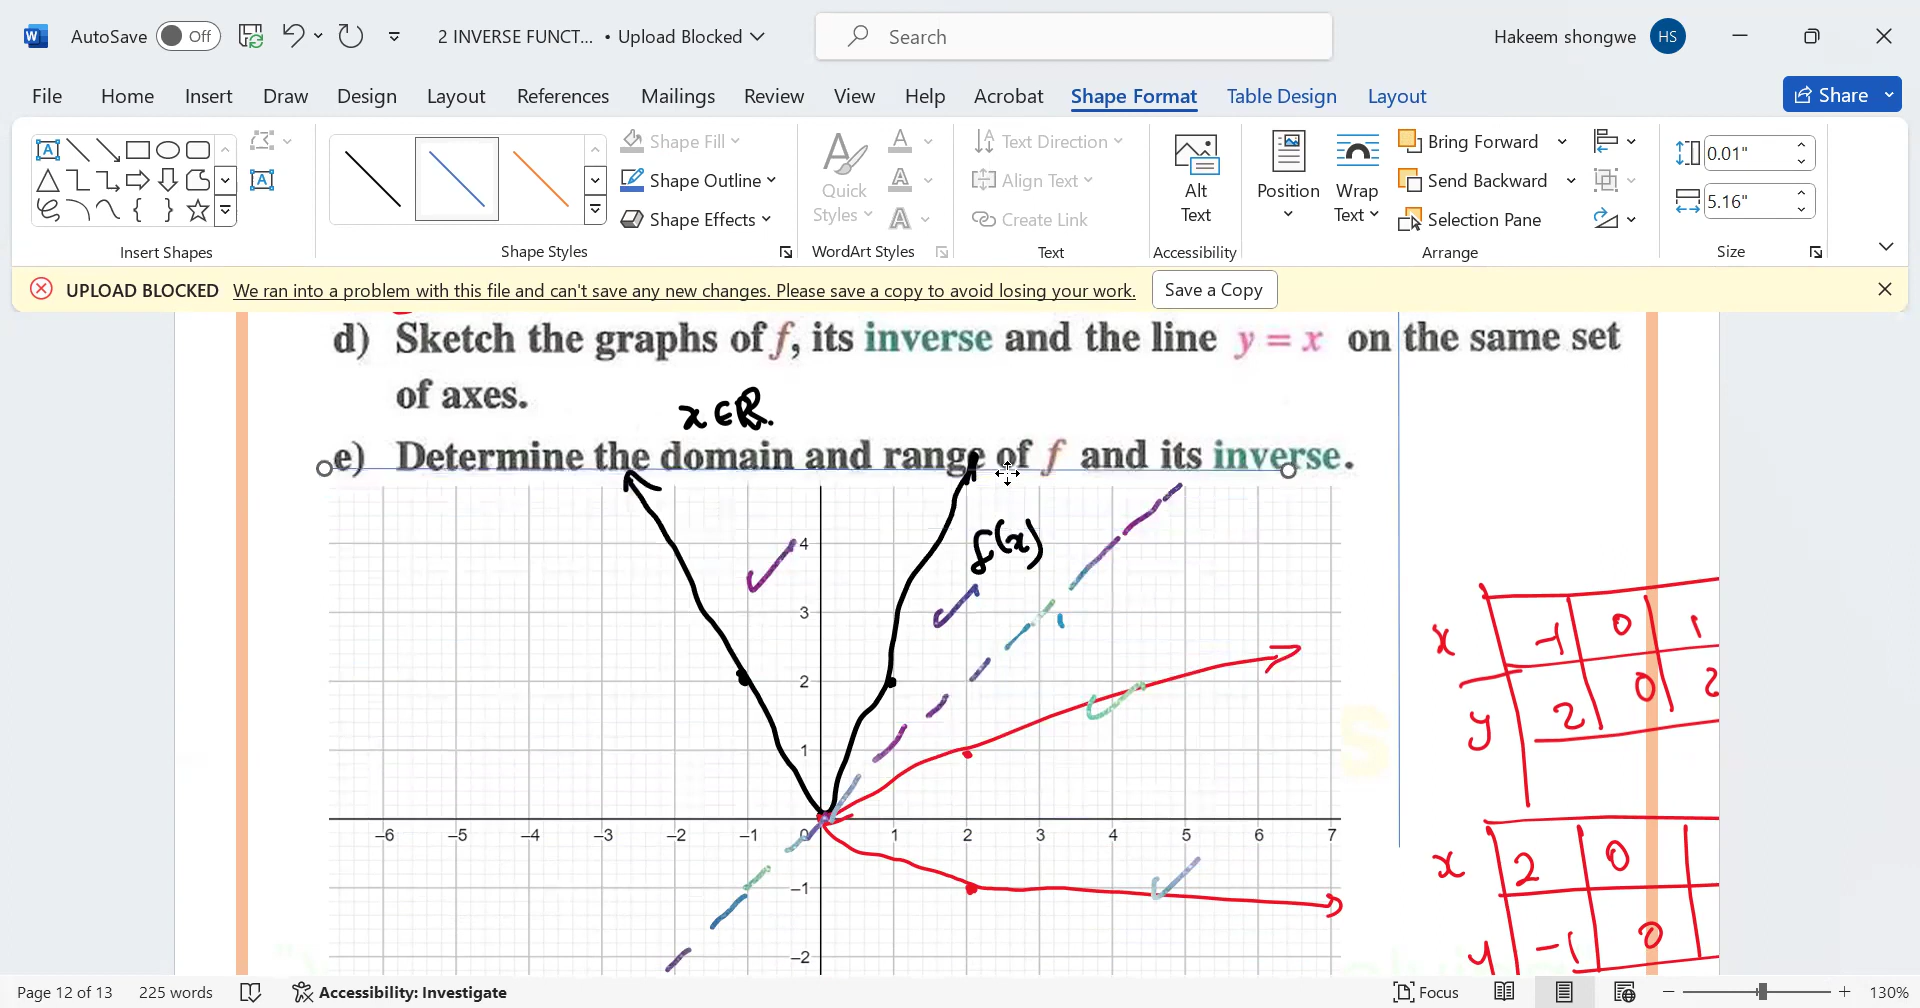 AutoSave Off 2 INVERSE FUNCT... • Upload Blocked Search Hakeem shongwe HS
File Home Insert Draw Design Layout References Mailings Review View Help Acrobat Shape Format Table Design Layout Share
Shape Fill Shape Outline Shape Effects
Quick Styles
Text Direction Align Text Create Link
Alt Text
Position Wrap Text
Bring Forward Send Backward Selection Pane
0.01"
5.16"
Insert Shapes Shape Styles WordArt Styles Text Accessibility Arrange Size
UPLOAD BLOCKED We ran into a problem with this file and can't save any new changes. Please save a copy to avoid losing your work. Save a Copy
d) Sketch the graphs of f, its inverse and the line y = x on the same set
of axes.
x ∈ R.
e) Determine the domain and range of f and its inverse.
f(x)
4
3
2
1
–6 –5 –4 –3 –2 –1 0 1 2 3 4 5 6 7
–1
–2
x -1 0 1
y 2 0 2
x 2 0
y -1 0
S
Page 12 of 13 225 words Accessibility: Investigate Focus 130%